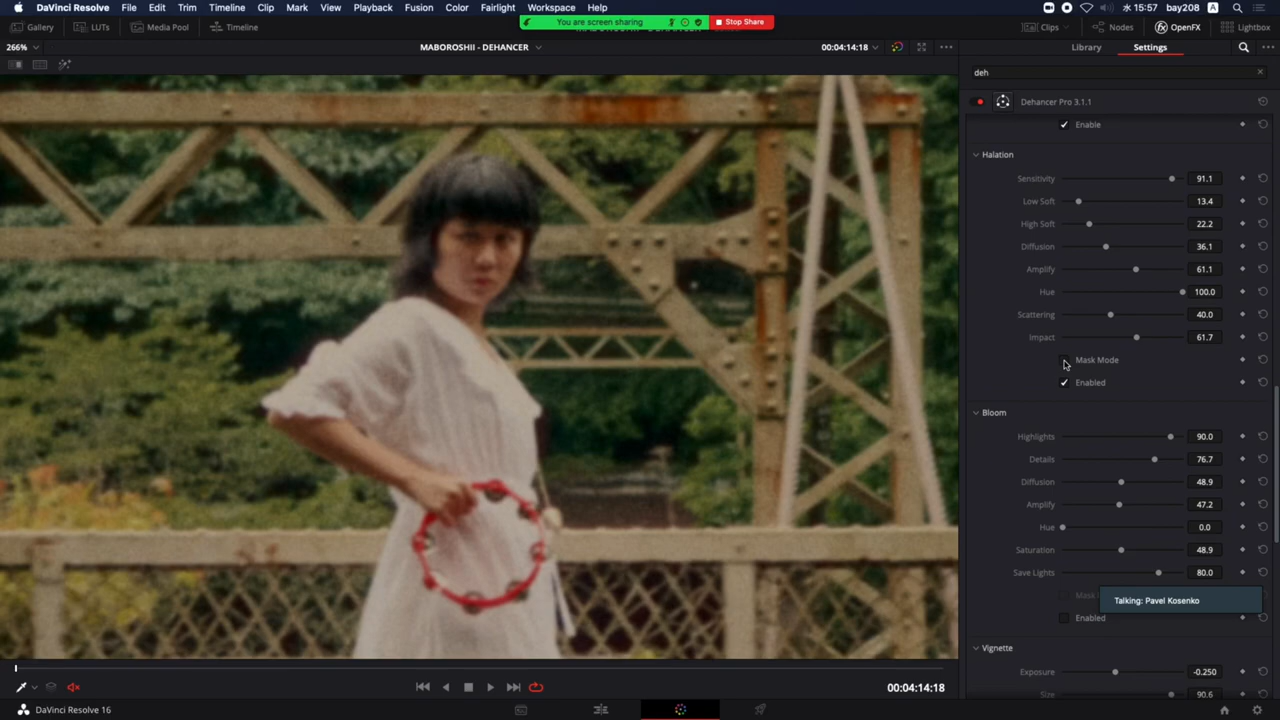 DaVinci Resolve File Edit Trim Timeline Clip Mark View Playback Fusion Color Fairlight Workspace Help 水 15:57 bay208 A
You are screen sharing Stop Share
Gallery LUTs Media Pool Timeline Clips Nodes OpenFX Lightbox
266% MABOROSHII - DEHANCER 00:04:14:18 Library Settings
deh
Dehancer Pro 3.1.1
Enable
Halation
Sensitivity 91.1
Low Soft 13.4
High Soft 22.2
Diffusion 36.1
Amplify 61.1
Hue 100.0
Scattering 40.0
Impact 61.7
Mask Mode
Enabled
Bloom
Highlights 90.0
Details 76.7
Diffusion 48.9
Amplify 47.2
Hue 0.0
Saturation 48.9
Save Lights 80.0
Mask
Talking: Pavel Kosenko
Enabled
Vignette
Exposure -0.250
Size 90.6
00:04:14:18
DaVinci Resolve 16